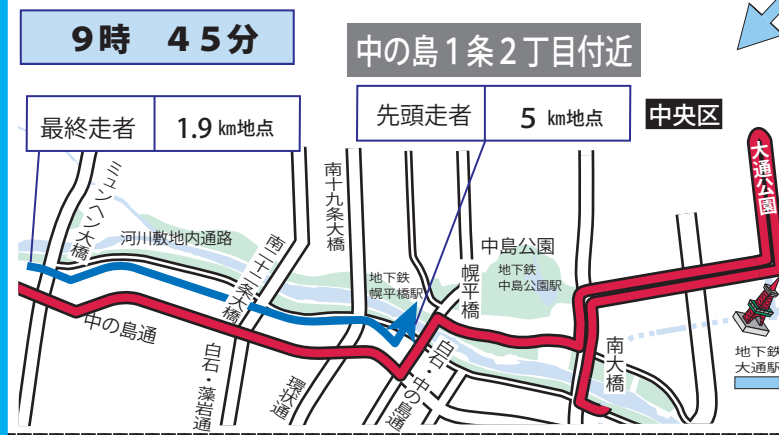 9時 45分
中の島1条2丁目付近
最終走者 1.9 ㎞地点
先頭走者 5 ㎞地点
中央区
大通公園
ミュンヘン大橋
河川敷地内通路
南二十二条大橋
南十九条大橋
地下鉄
幌平橋駅
幌平橋
中島公園
地下鉄
中島公園駅
中の島通
白石・藻岩通
環状通
白石・中の島通
南大橋
地下鉄
大通駅